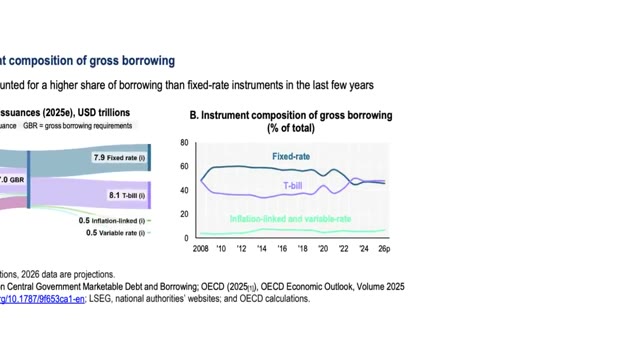 nt composition of gross borrowing
unted for a higher share of borrowing than fixed-rate instruments in the last few years
ssuances (2025e), USD trillions
uance GBR = gross borrowing requirements
7.9 Fixed rate (i)
7.0 GBR
8.1 T-bill (i)
0.5 Inflation-linked (i)
0.5 Variable rate (i)
B. Instrument composition of gross borrowing
(% of total)
80
60
40
20
0
Fixed-rate
T-bill
Inflation-linked and variable-rate
2008 '10 '12 '14 '16 '18 '20 '22 '24 26p
tions, 2026 data are projections.
n Central Government Marketable Debt and Borrowing; OECD (2025[1]), OECD Economic Outlook, Volume 2025
rg/10.1787/9f653ca1-en; LSEG, national authorities' websites; and OECD calculations.